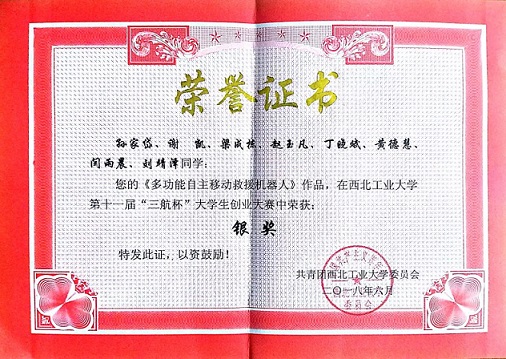 荣誉证书
孙家岱、谢 凯、梁成栋、赵玉凡、丁晓斌、黄德慧、
闫雨晨、刘靖泽同学：
您的《多功能自主移动救援机器人》作品，在西北工业大学
第十一届“三航杯”大学生创业大赛中荣获：
银 奖
特发此证，以资鼓励！
共青团西北工业大学委员会
二〇一八年六月